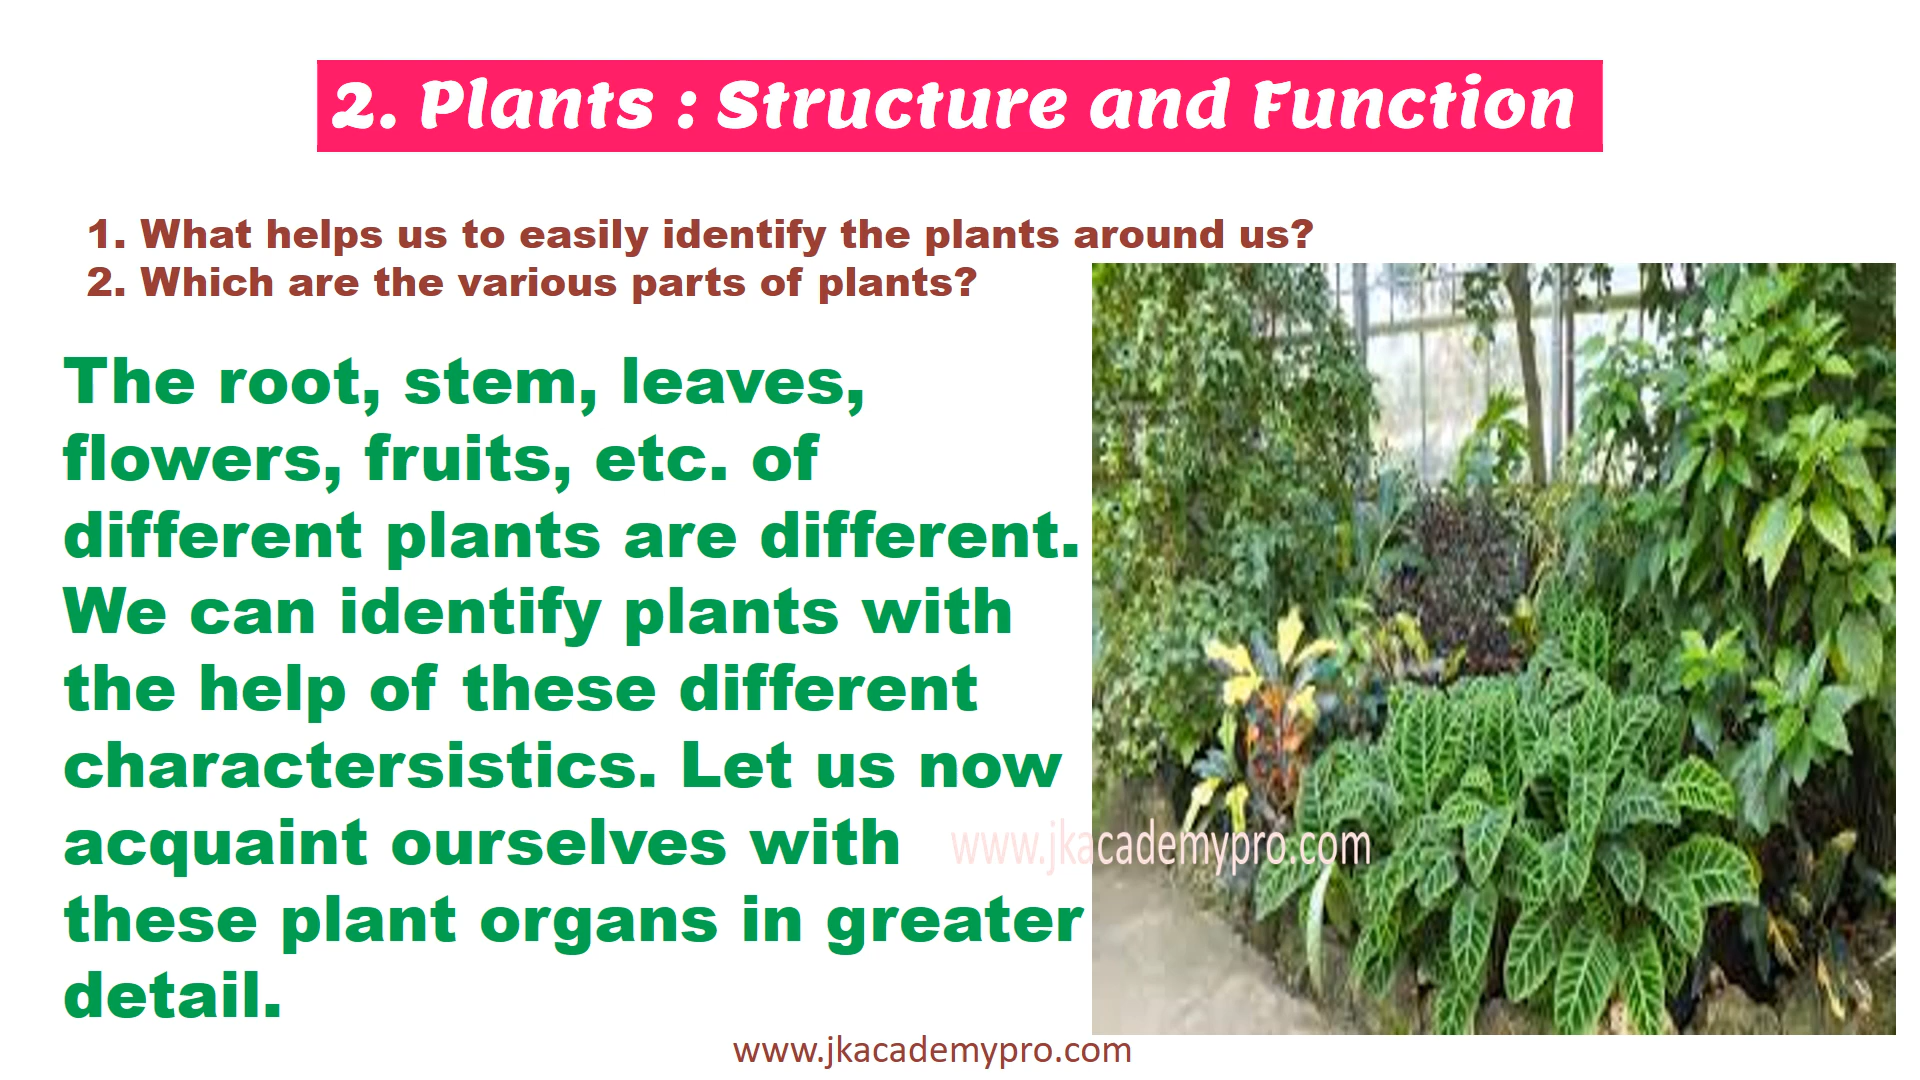 2. Plants : Structure and Function
1. What helps us to easily identify the plants around us?
2. Which are the various parts of plants?
The root, stem, leaves,
flowers, fruits, etc. of
different plants are different.
We can identify plants with
the help of these different
charactersistics. Let us now
acquaint ourselves with
these plant organs in greater
detail.
www.jkacademypro.com
www.jkacademypro.com